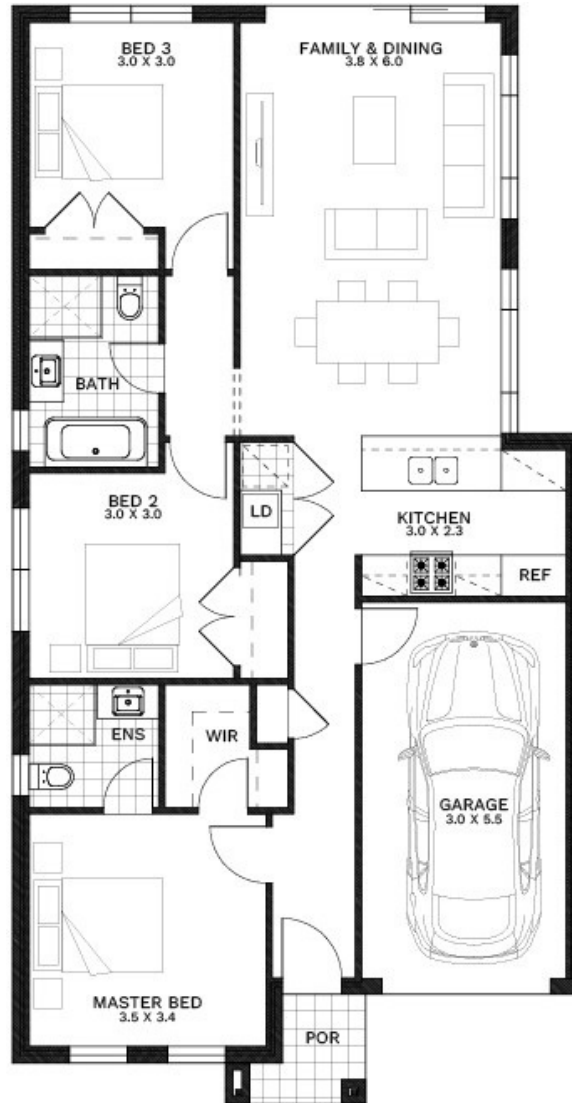 BED 3
3.0 X 3.0
FAMILY & DINING
3.8 X 6.0
BATH
BED 2
3.0 X 3.0
LD
KITCHEN
3.0 X 2.3
REF
ENS
WIR
GARAGE
3.0 X 5.5
MASTER BED
3.5 X 3.4
POR